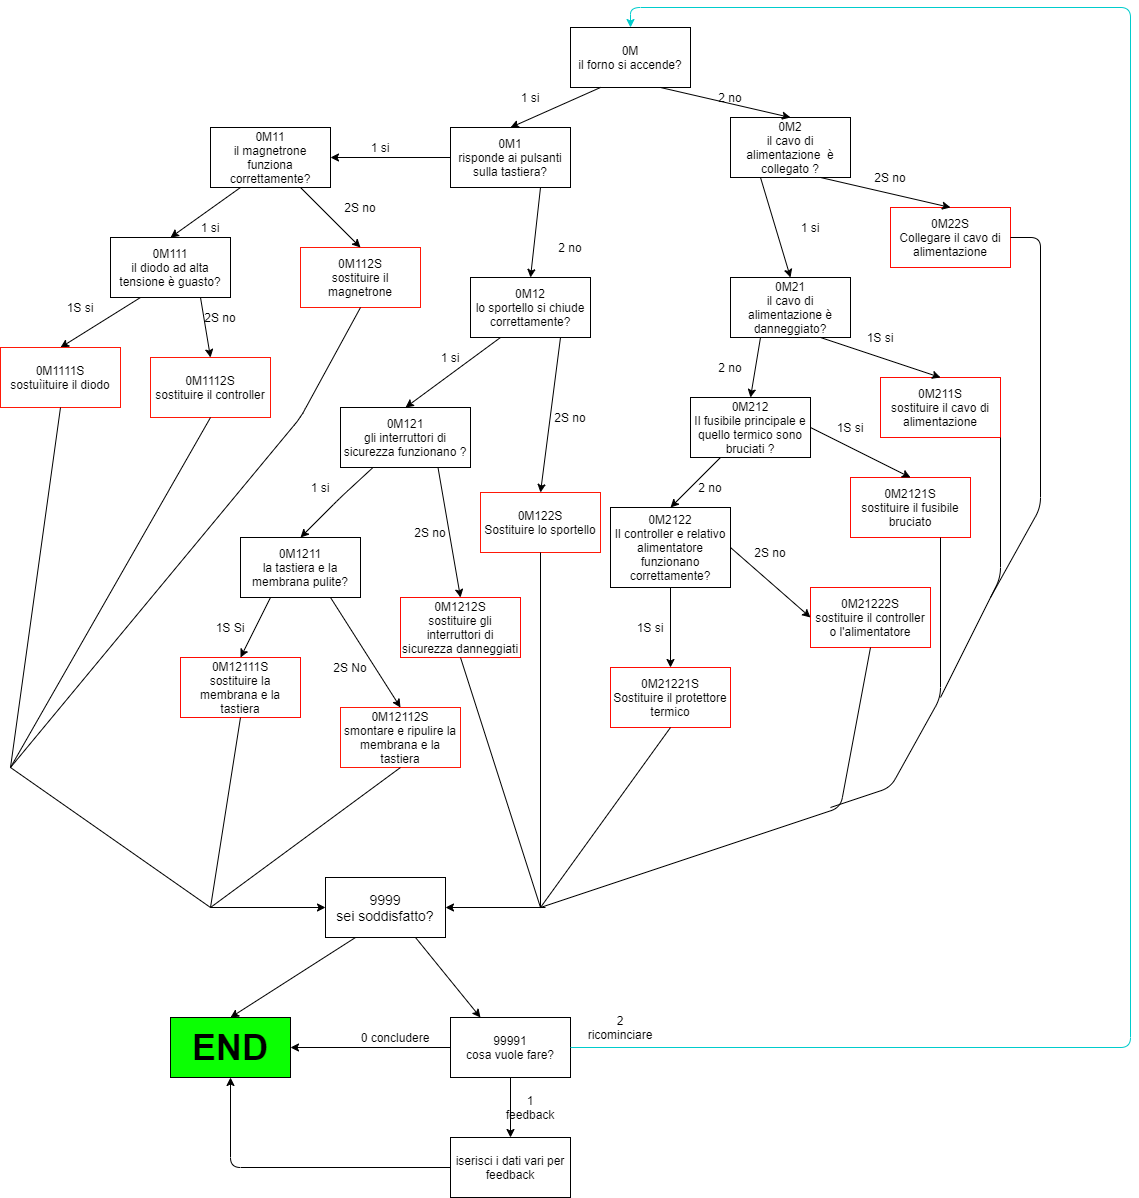 0M
il forno si accende?
1 si
2 no
0M11
il magnetrone
funziona
correttamente?
1 si
0M1
risponde ai pulsanti
sulla tastiera?
0M2
il cavo di
alimentazione  è
collegato ?
2S no
2S no
1 si
0M22S
Collegare il cavo di
alimentazione
1 si
2 no
0M111
il diodo ad alta
tensione è guasto?
0M112S
sostituire il
magnetrone
0M12
lo sportello si chiude
correttamente?
0M21
il cavo di
alimentazione è
danneggiato?
1S si
2S no
1S si
1 si
2 no
0M1111S
sostuìituire il diodo
0M1112S
sostituire il controller
0M211S
sostituire il cavo di
alimentazione
0M121
gli interruttori di
sicurezza funzionano ?
2S no
0M212
Il fusibile principale e
quello termico sono
bruciati ?
1S si
1 si
2 no
0M2121S
sostituire il fusibile
bruciato
0M122S
Sostituire lo sportello
2S no
0M2122
Il controller e relativo
alimentatore
funzionano
correttamente?
2S no
0M1211
la tastiera e la
membrana pulite?
0M1212S
sostituire gli
interruttori di
sicurezza danneggiati
0M21222S
sostituire il controller
o l'alimentatore
1S Si
2S No
1S si
0M12111S
sostituire la
membrana e la
tastiera
0M21221S
Sostituire il protettore
termico
0M12112S
smontare e ripulire la
membrana e la
tastiera
9999
sei soddisfatto?
END
0 concludere
99991
cosa vuole fare?
2
ricominciare
1
feedback
iserisci i dati vari per
feedback